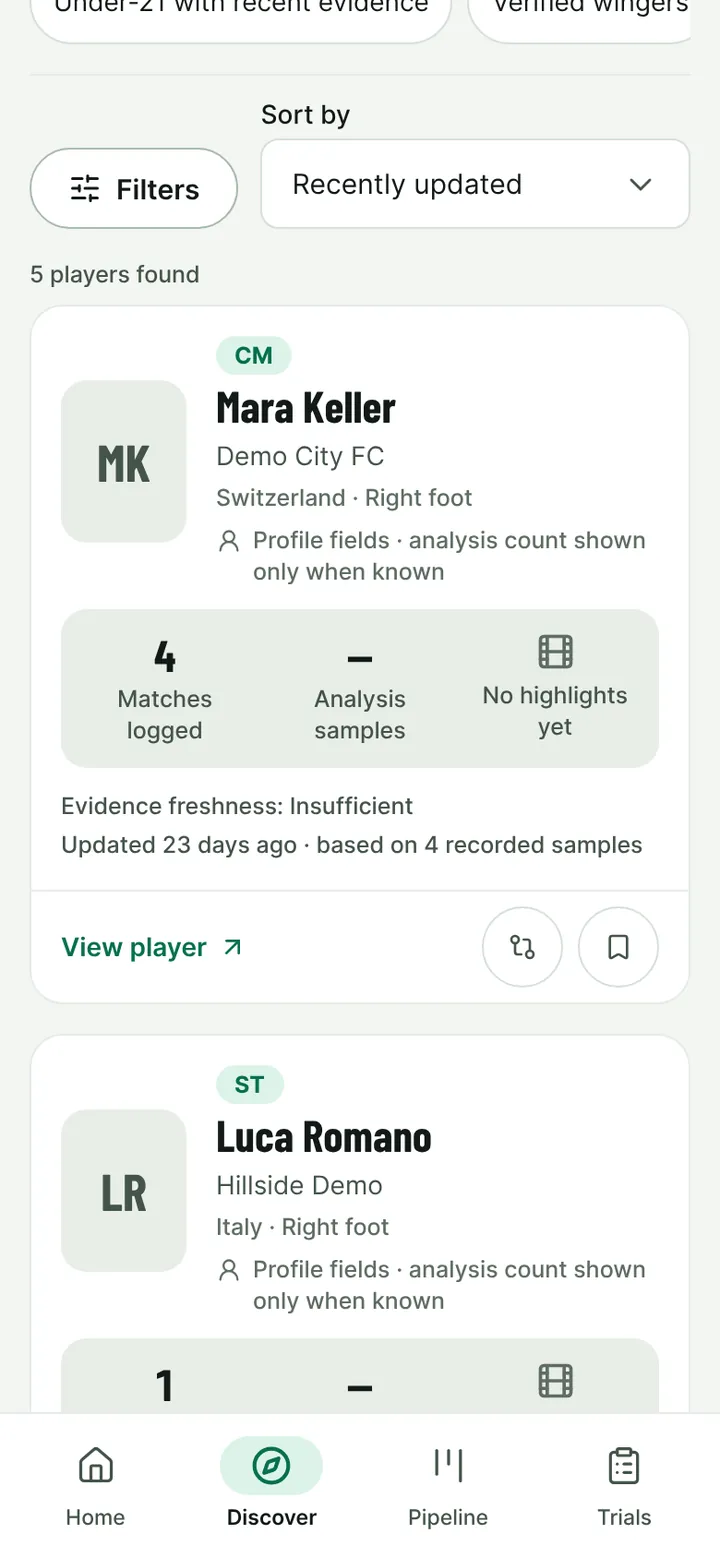 Under-21 with recent evidence
Verified wingers
Sort by
Filters
Recently updated
5 players found
CM
MK
Mara Keller
Demo City FC
Switzerland · Right foot
Profile fields · analysis count shown
only when known
4
Matches
logged
–
Analysis
samples
No highlights
yet
Evidence freshness: Insufficient
Updated 23 days ago · based on 4 recorded samples
View player
ST
LR
Luca Romano
Hillside Demo
Italy · Right foot
Profile fields · analysis count shown
only when known
1
–
Home
Discover
Pipeline
Trials